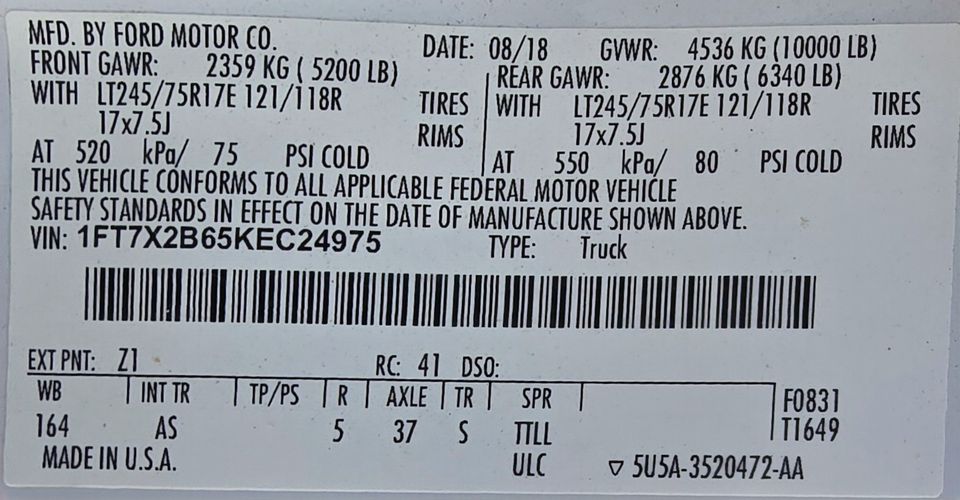 MFD. BY FORD MOTOR CO. DATE: 08/18 GVWR: 4536 KG (10000 LB)
FRONT GAWR: 2359 KG ( 5200 LB) REAR GAWR: 2876 KG ( 6340 LB)
WITH LT245/75R17E 121/118R TIRES WITH LT245/75R17E 121/118R TIRES
17x7.5J RIMS 17x7.5J RIMS
AT 520 kPa/ 75 PSI COLD AT 550 kPa/ 80 PSI COLD
THIS VEHICLE CONFORMS TO ALL APPLICABLE FEDERAL MOTOR VEHICLE
SAFETY STANDARDS IN EFFECT ON THE DATE OF MANUFACTURE SHOWN ABOVE.
VIN: 1FT7X2B65KEC24975 TYPE: Truck
EXT PNT: Z1 RC: 41 DSO:
WB INT TR TP/PS R AXLE TR SPR F0831
164 AS 5 37 S TTLL T1649
MADE IN U.S.A. ULC ▽ 5U5A-3520472-AA